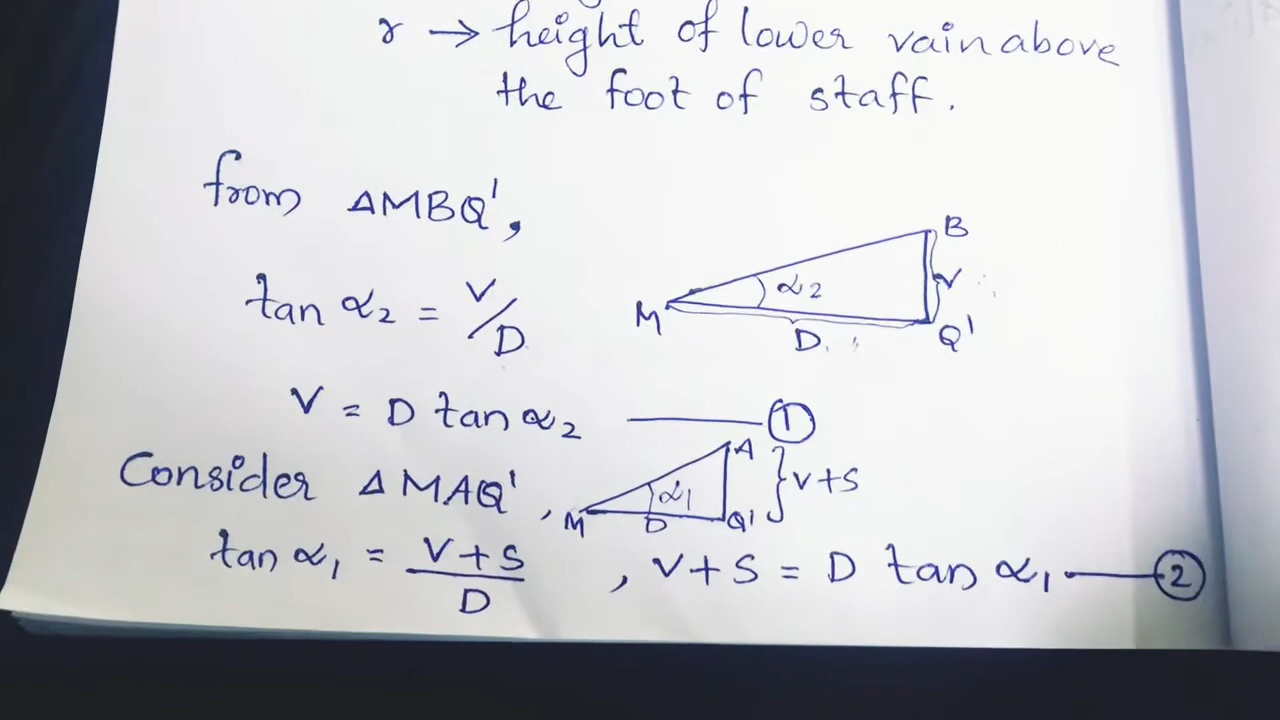 r → height of lower vain above
the foot of staff.
from ΔMBQ',
B
α2
V
M
D
Q'
tan α2 = V/D
V = D tan α2 ——— ①
Consider ΔMAQ',
A
α1
} V+S
M
D
Q'
tan α1 = V+S/D , V+S = D tan α1 ——— ②